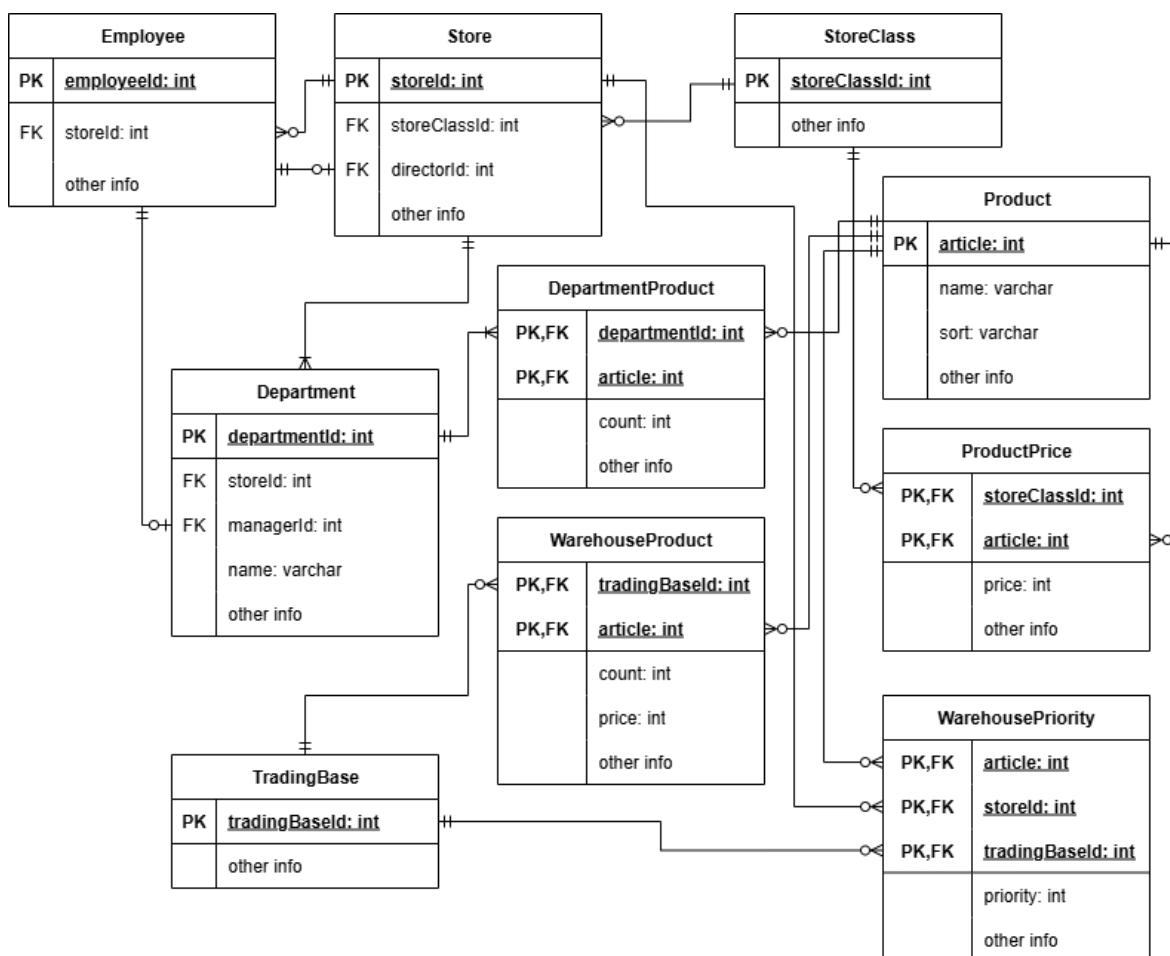 Employee
PK employeeId: int
FK storeId: int
other info
Store
PK storeId: int
FK storeClassId: int
FK directorId: int
other info
StoreClass
PK storeClassId: int
other info
Product
PK article: int
name: varchar
sort: varchar
other info
DepartmentProduct
PK,FK departmentId: int
PK,FK article: int
count: int
other info
Department
PK departmentId: int
FK storeId: int
FK managerId: int
name: varchar
other info
ProductPrice
PK,FK storeClassId: int
PK,FK article: int
price: int
other info
WarehouseProduct
PK,FK tradingBaseId: int
PK,FK article: int
count: int
price: int
other info
TradingBase
PK tradingBaseId: int
other info
WarehousePriority
PK,FK article: int
PK,FK storeId: int
PK,FK tradingBaseId: int
priority: int
other info